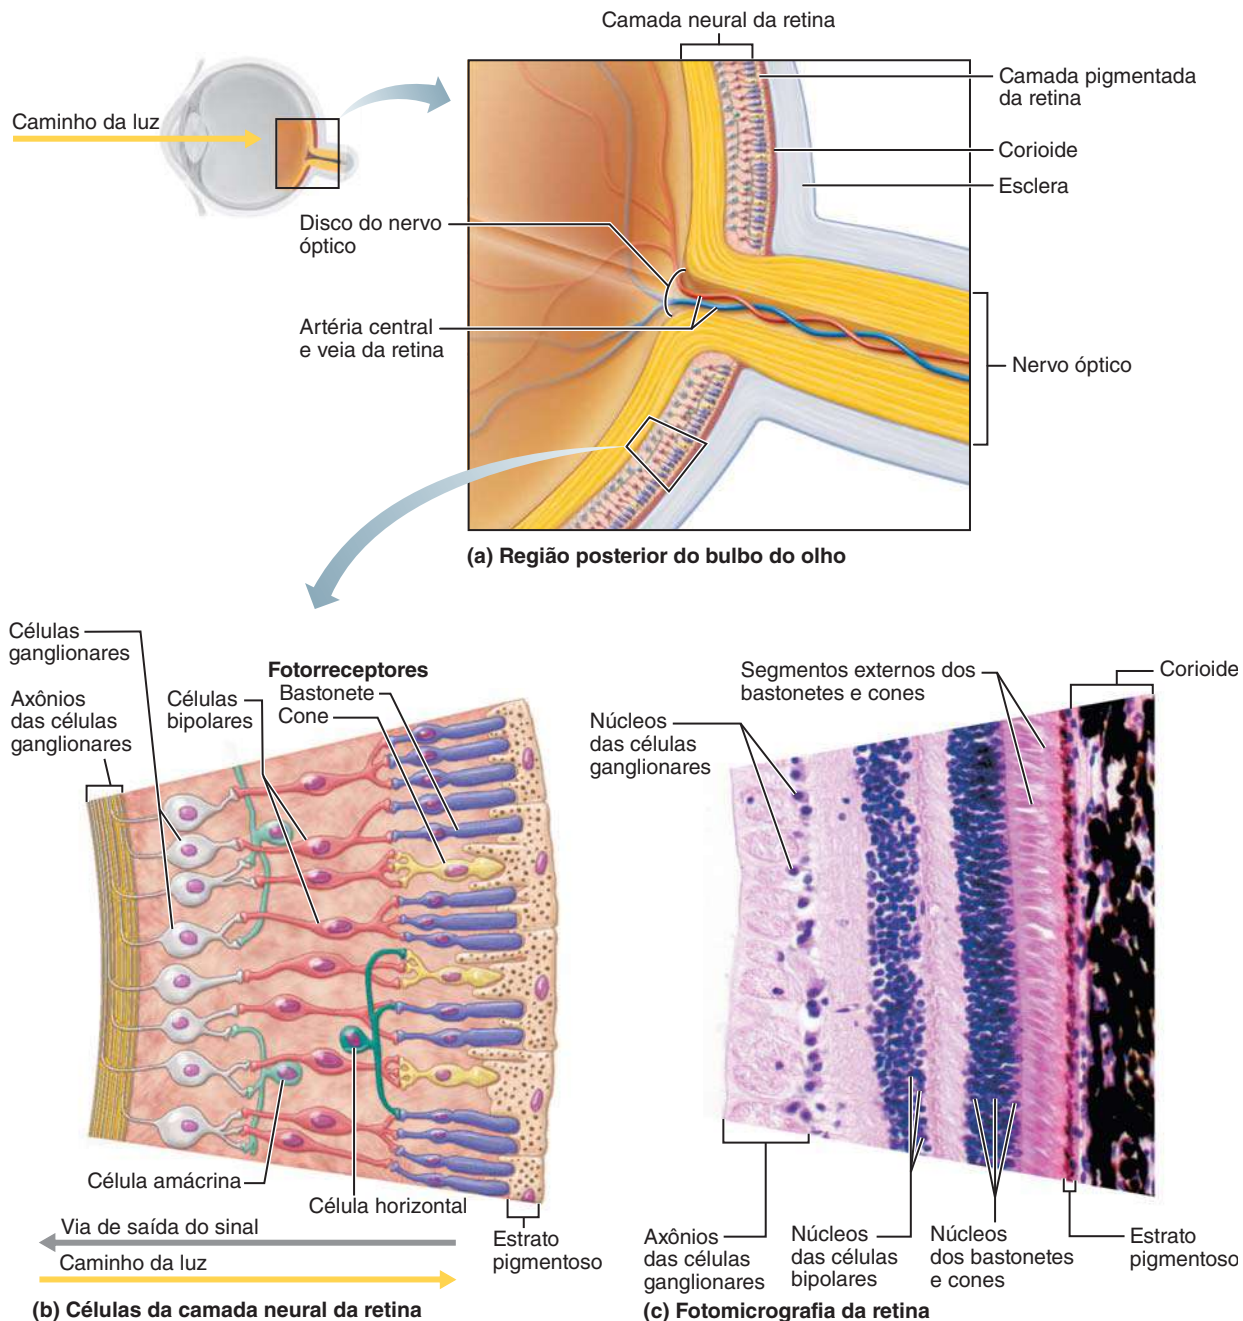 Camada neural da retina
Camada pigmentada
da retina
Caminho da luz
Corioide
Esclera
Disco do nervo
óptico
Artéria central
e veia da retina
Nervo óptico
(a) Região posterior do bulbo do olho
Células
ganglionares
Axônios
das células
ganglionares
Células
bipolares
Fotorreceptores
Bastonete
Cone
Célula amácrina
Célula horizontal
Estrato
pigmentoso
Via de saída do sinal
Caminho da luz
(b) Células da camada neural da retina
Segmentos externos dos
bastonetes e cones
Corioide
Núcleos
das células
ganglionares
Axônios
das células
ganglionares
Núcleos
das células
bipolares
Núcleos
dos bastonetes
e cones
Estrato
pigmentoso
(c) Fotomicrografia da retina